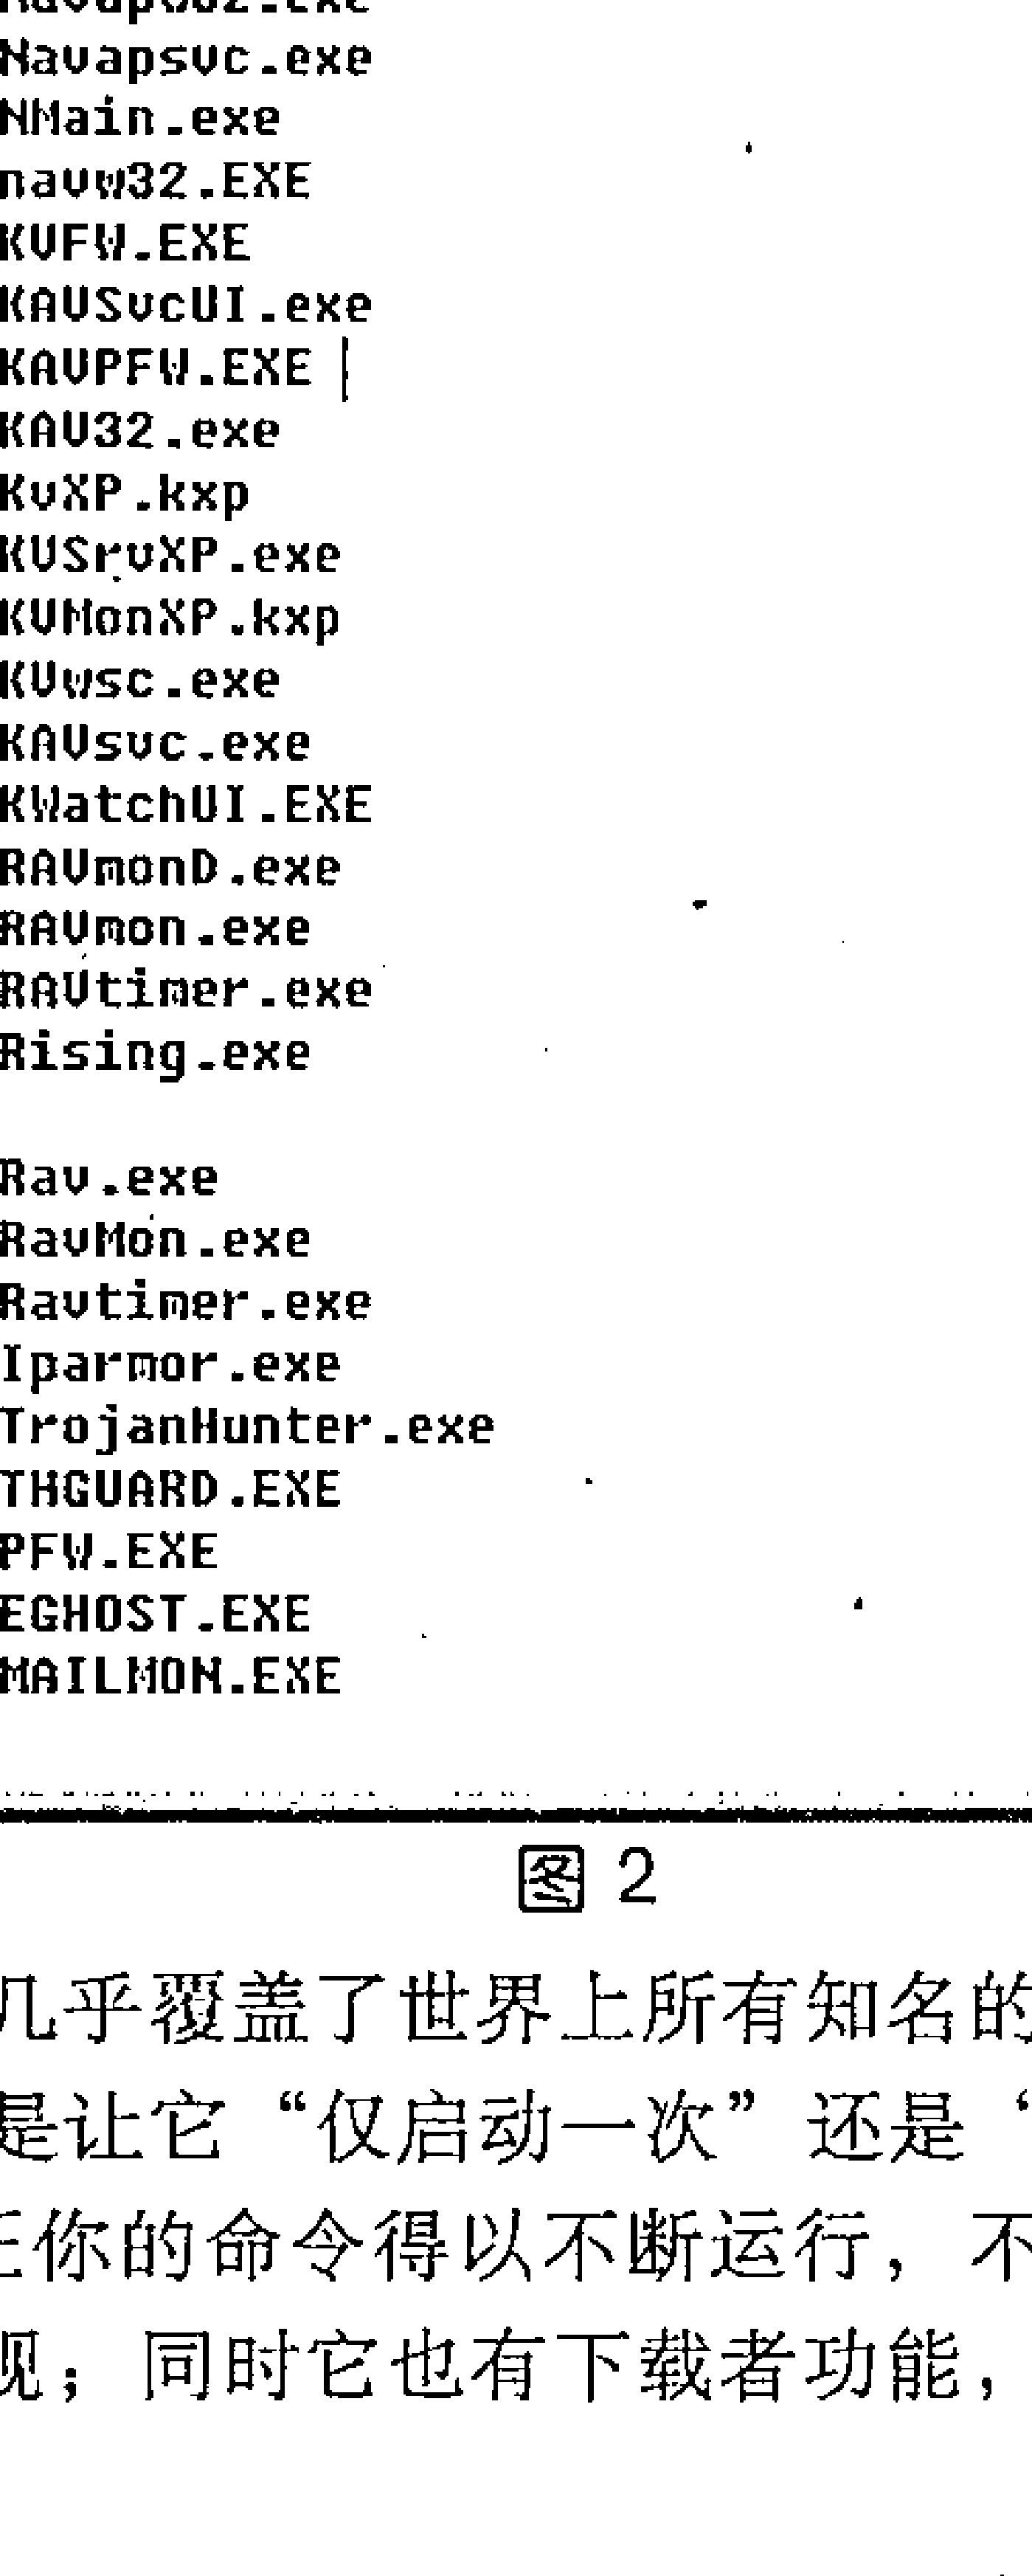 Navapsvc.exe
NMain.exe
navw32.EXE
KVFW.EXE
KAVSvcUI.exe
KAVPFW.EXE
KAV32.exe
KvXP.kxp
KVSrvXP.exe
KVMonXP.kxp
KVwsc.exe
KAVsvc.exe
KWatchUI.EXE
RAVmonD.exe
RAVmon.exe
RAVtimer.exe
Rising.exe
Rav.exe
RavMon.exe
Ravtimer.exe
Iparmor.exe
TrojanHunter.exe
THGUARD.EXE
PFW.EXE
EGHOST.EXE
MAILMON.EXE
图 2
几乎覆盖了世界上所有知名的
是让它“仅启动一次”还是“
你的命令得以不断运行，不
；同时它也有下载者功能，